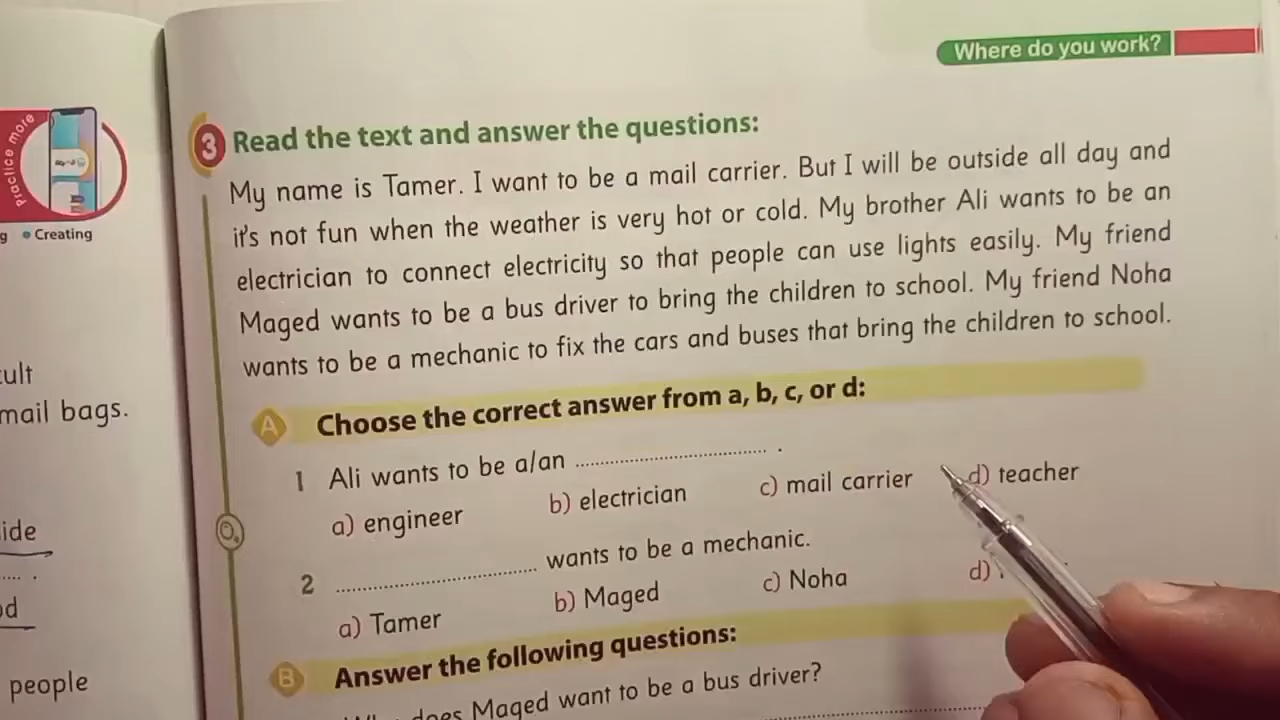 Where do you work?
Practice more
g • Creating
3 Read the text and answer the questions:
My name is Tamer. I want to be a mail carrier. But I will be outside all day and
it's not fun when the weather is very hot or cold. My brother Ali wants to be an
electrician to connect electricity so that people can use lights easily. My friend
Maged wants to be a bus driver to bring the children to school. My friend Noha
wants to be a mechanic to fix the cars and buses that bring the children to school.
cult
mail bags.
ide
.... .
od
people
A Choose the correct answer from a, b, c, or d:
1 Ali wants to be a/an .................................... .
a) engineer b) electrician c) mail carrier d) teacher
2 .................................... wants to be a mechanic.
a) Tamer b) Maged c) Noha d)
B Answer the following questions:
does Maged want to be a bus driver?